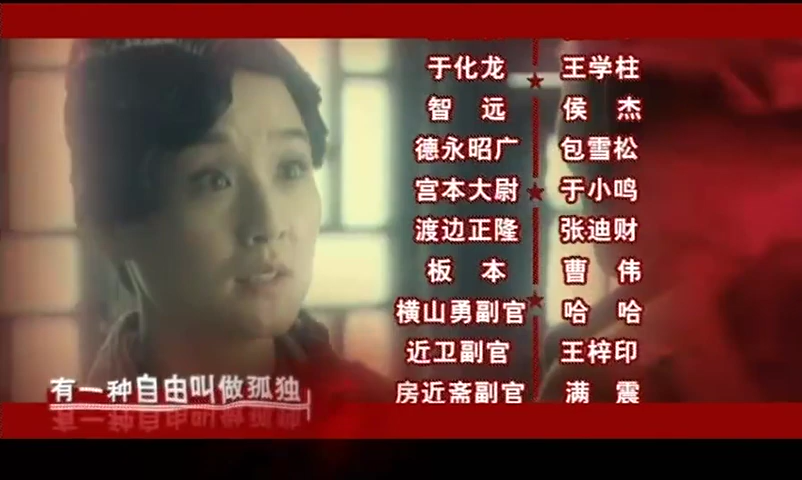 于化龙 王学柱
智 远 侯 杰
德永昭广 包雪松
宫本大尉 于小鸣
渡边正隆 张迪财
板 本 曹 伟
横山勇副官 哈 哈
近卫副官 王梓印
房近斋副官 满 震
有一种自由叫做孤独